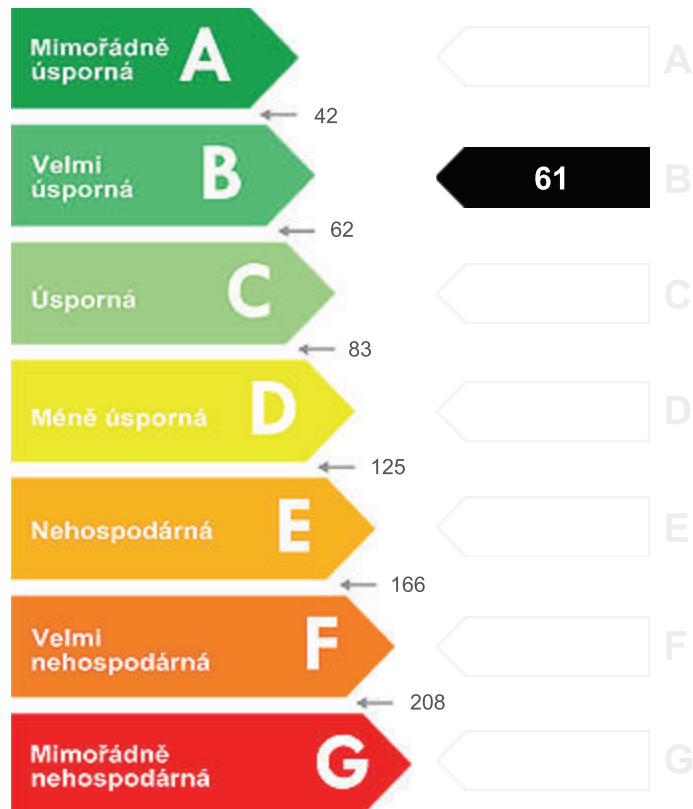 Mimořádně
úsporná
A
A
42
Velmi
úsporná
B
61
B
62
Úsporná
C
C
83
Méně úsporná
D
D
125
Nehospodárná
E
E
166
Velmi
nehospodárná
F
F
208
Mimořádně
nehospodárná
G
G